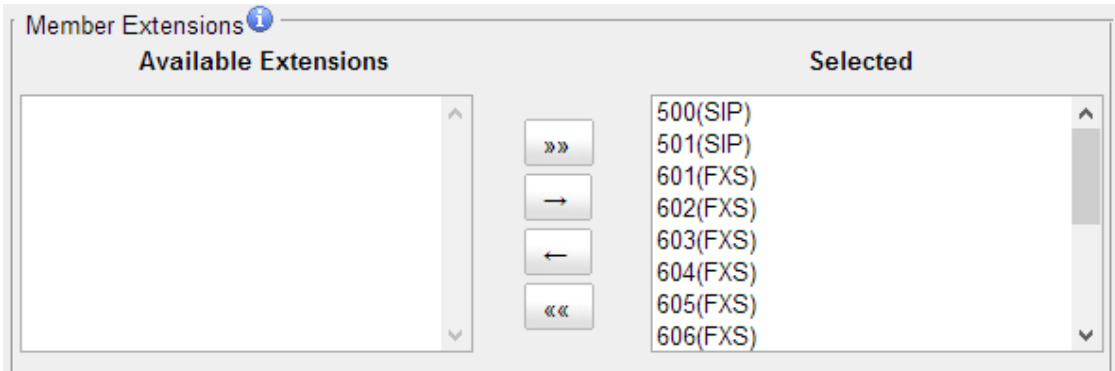 Member Extensions i
Available Extensions
Selected
»»
→
←
««
500(SIP)
501(SIP)
601(FXS)
602(FXS)
603(FXS)
604(FXS)
605(FXS)
606(FXS)